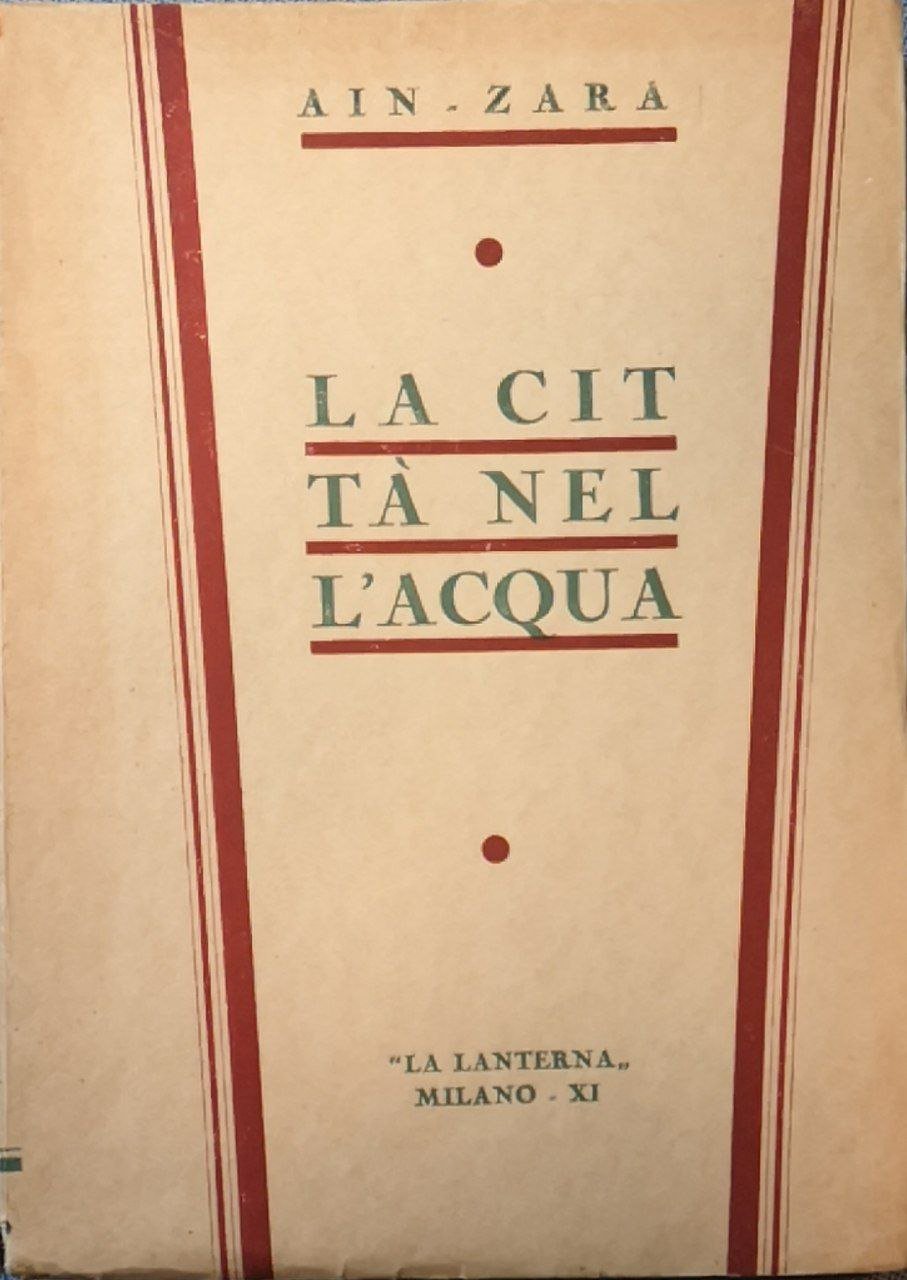 AIN - ZARA
LA CIT
TÀ NEL
L'ACQUA
"LA LANTERNA„
MILANO - XI